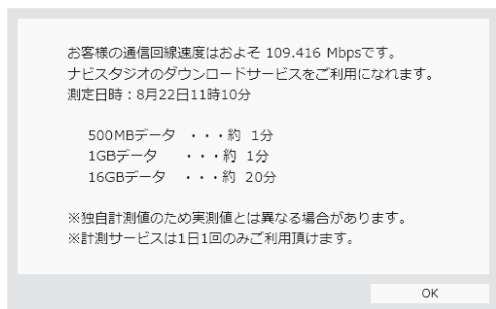 お客様の通信回線速度はおよそ 109.416 Mbpsです。
ナビスタジオのダウンロードサービスをご利用になれます。
測定日時：8月22日11時10分
500MBデータ ・・・約 1分
1GBデータ ・・・約 1分
16GBデータ ・・・約 20分
※独自計測値のため実測値とは異なる場合があります。
※計測サービスは1日1回のみご利用頂けます。
OK